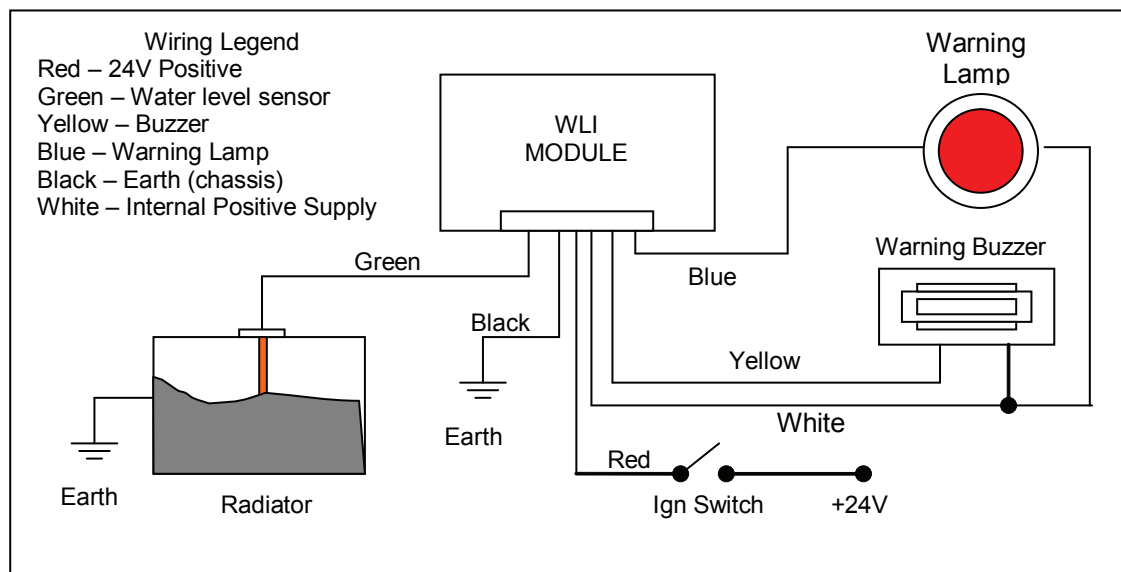 Wiring Legend
Red – 24V Positive
Green – Water level sensor
Yellow – Buzzer
Blue – Warning Lamp
Black – Earth (chassis)
White – Internal Positive Supply
WLI
MODULE
Warning
Lamp
Warning Buzzer
Green
Blue
Black
Yellow
White
Earth
Red
Ign Switch
+24V
Earth
Radiator